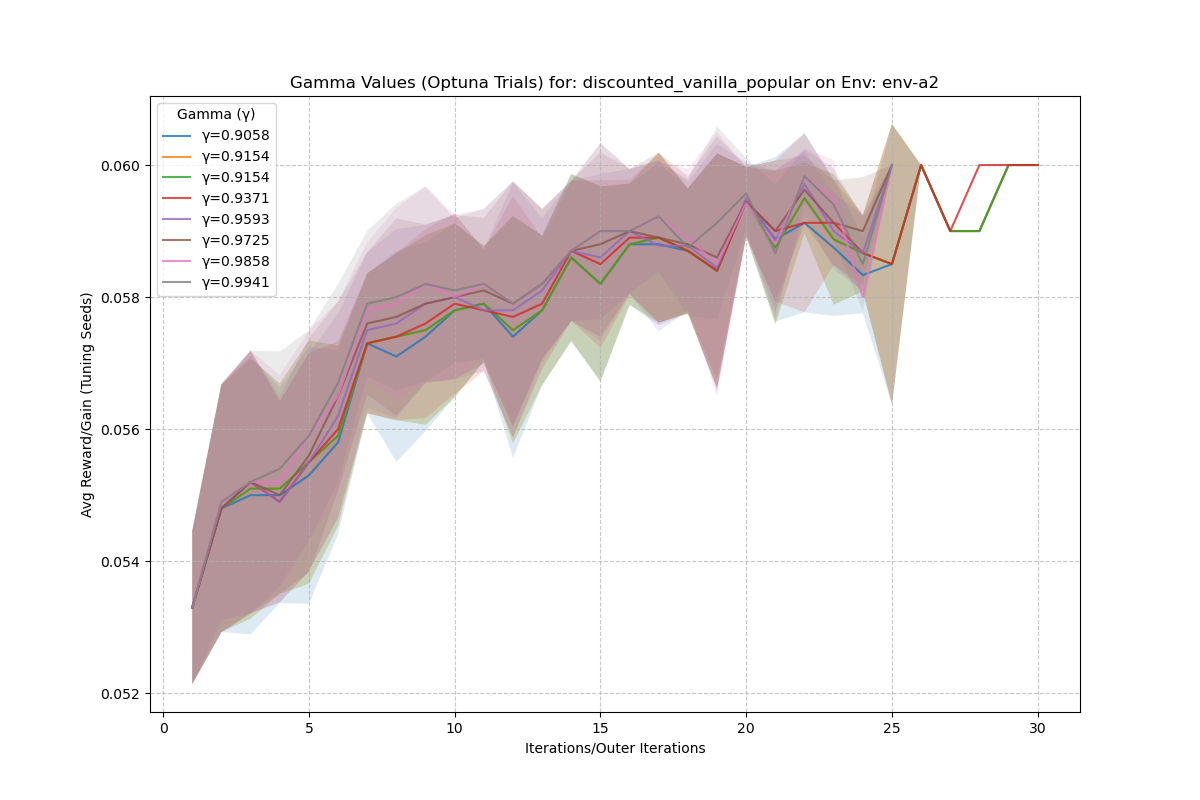 Gamma Values (Optuna Trials) for: discounted_vanilla_popular on Env: env-a2
Gamma (γ)
γ=0.9058
γ=0.9154
γ=0.9154
γ=0.9371
γ=0.9593
γ=0.9725
γ=0.9858
γ=0.9941
Avg Reward/Gain (Tuning Seeds)
0.060
0.058
0.056
0.054
0.052
0 5 10 15 20 25 30
Iterations/Outer Iterations